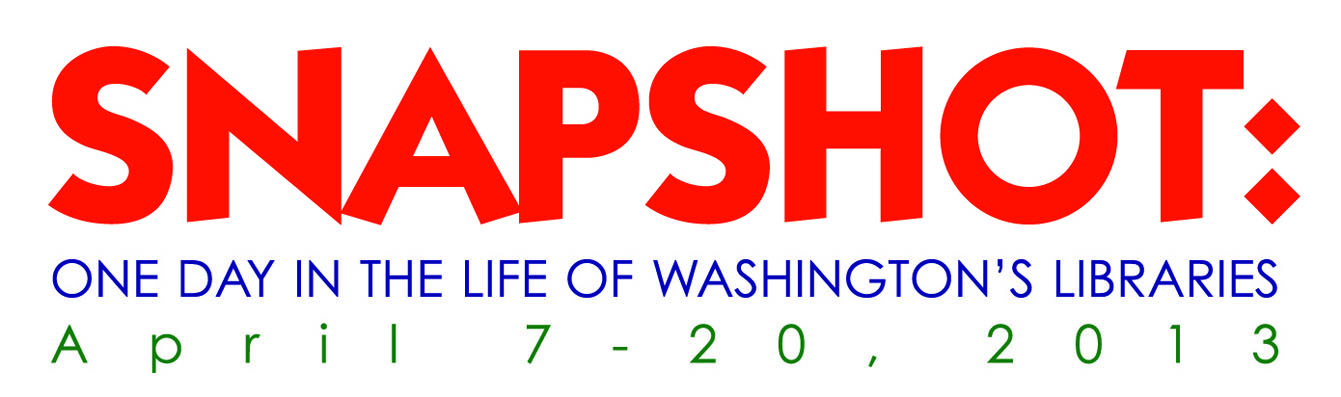 SNAPSHOT:
ONE DAY IN THE LIFE OF WASHINGTON'S LIBRARIES
April 7-20, 2013